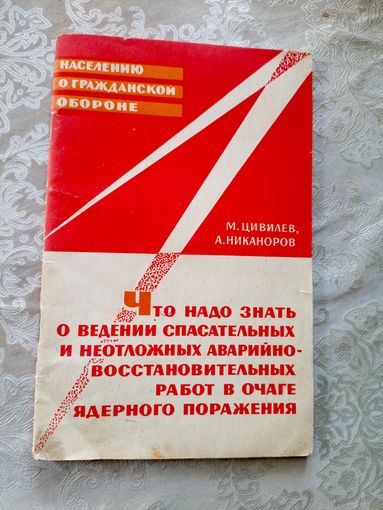 НАСЕЛЕНИЮ
О ГРАЖДАНСКОЙ
ОБОРОНЕ
М. ЦИВИЛЕВ,
А. НИКАНОРОВ
ЧТО НАДО ЗНАТЬ
О ВЕДЕНИИ СПАСАТЕЛЬНЫХ
И НЕОТЛОЖНЫХ АВАРИЙНО-
ВОССТАНОВИТЕЛЬНЫХ
РАБОТ В ОЧАГЕ
ЯДЕРНОГО ПОРАЖЕНИЯ